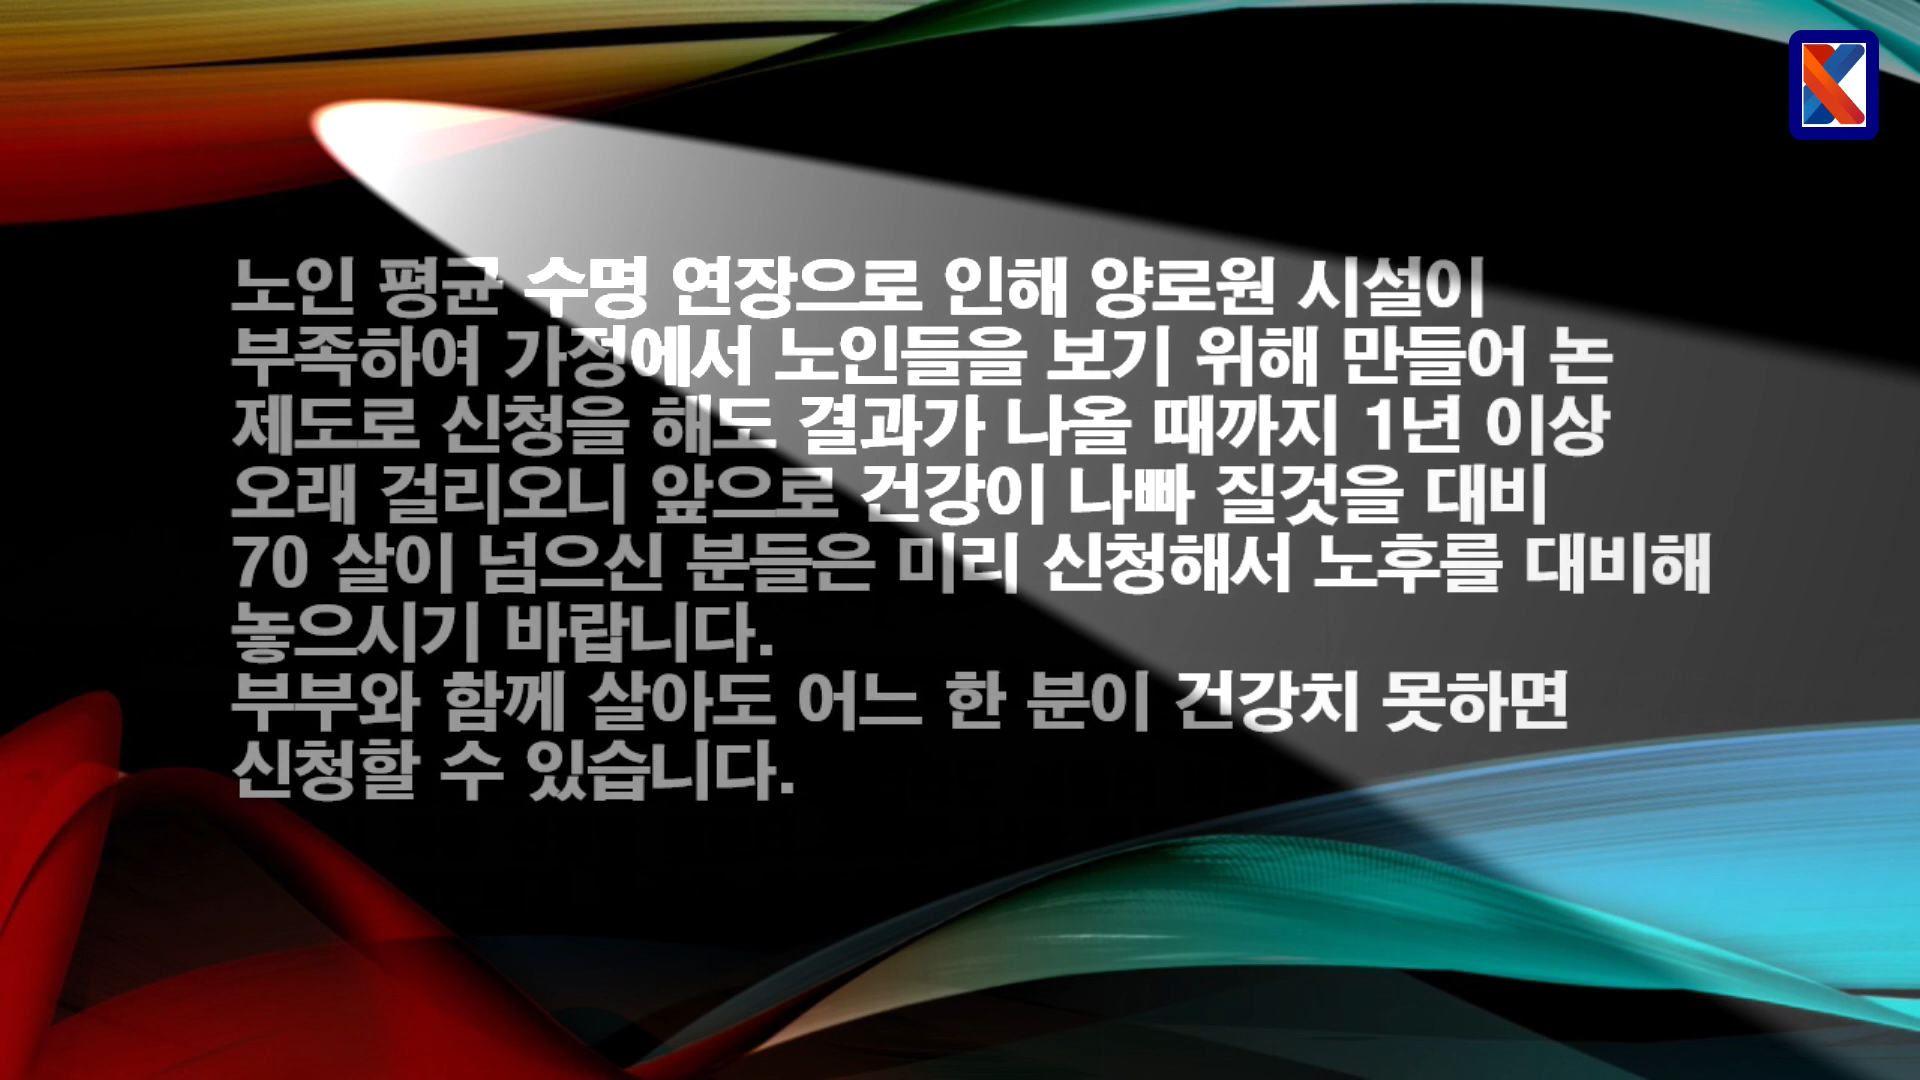 노인 평균 수명 연장으로 인해 양로원 시설이
부족하여 가정에서 노인들을 보기 위해 만들어 논
제도로 신청을 해도 결과가 나올 때까지 1년 이상
오래 걸리오니 앞으로 건강이 나빠 질것을 대비
70 살이 넘으신 분들은 미리 신청해서 노후를 대비해
놓으시기 바랍니다.
부부와 함께 살아도 어느 한 분이 건강치 못하면
신청할 수 있습니다.